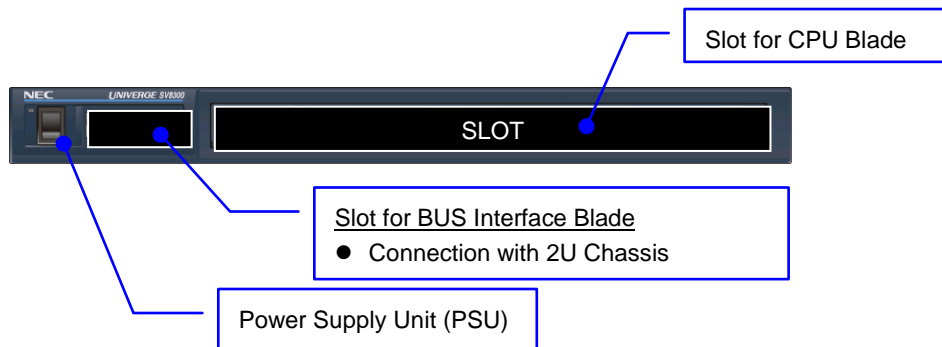 Slot for CPU Blade
NEC UNIVERGE SV8300
SLOT
Slot for BUS Interface Blade
● Connection with 2U Chassis
Power Supply Unit (PSU)